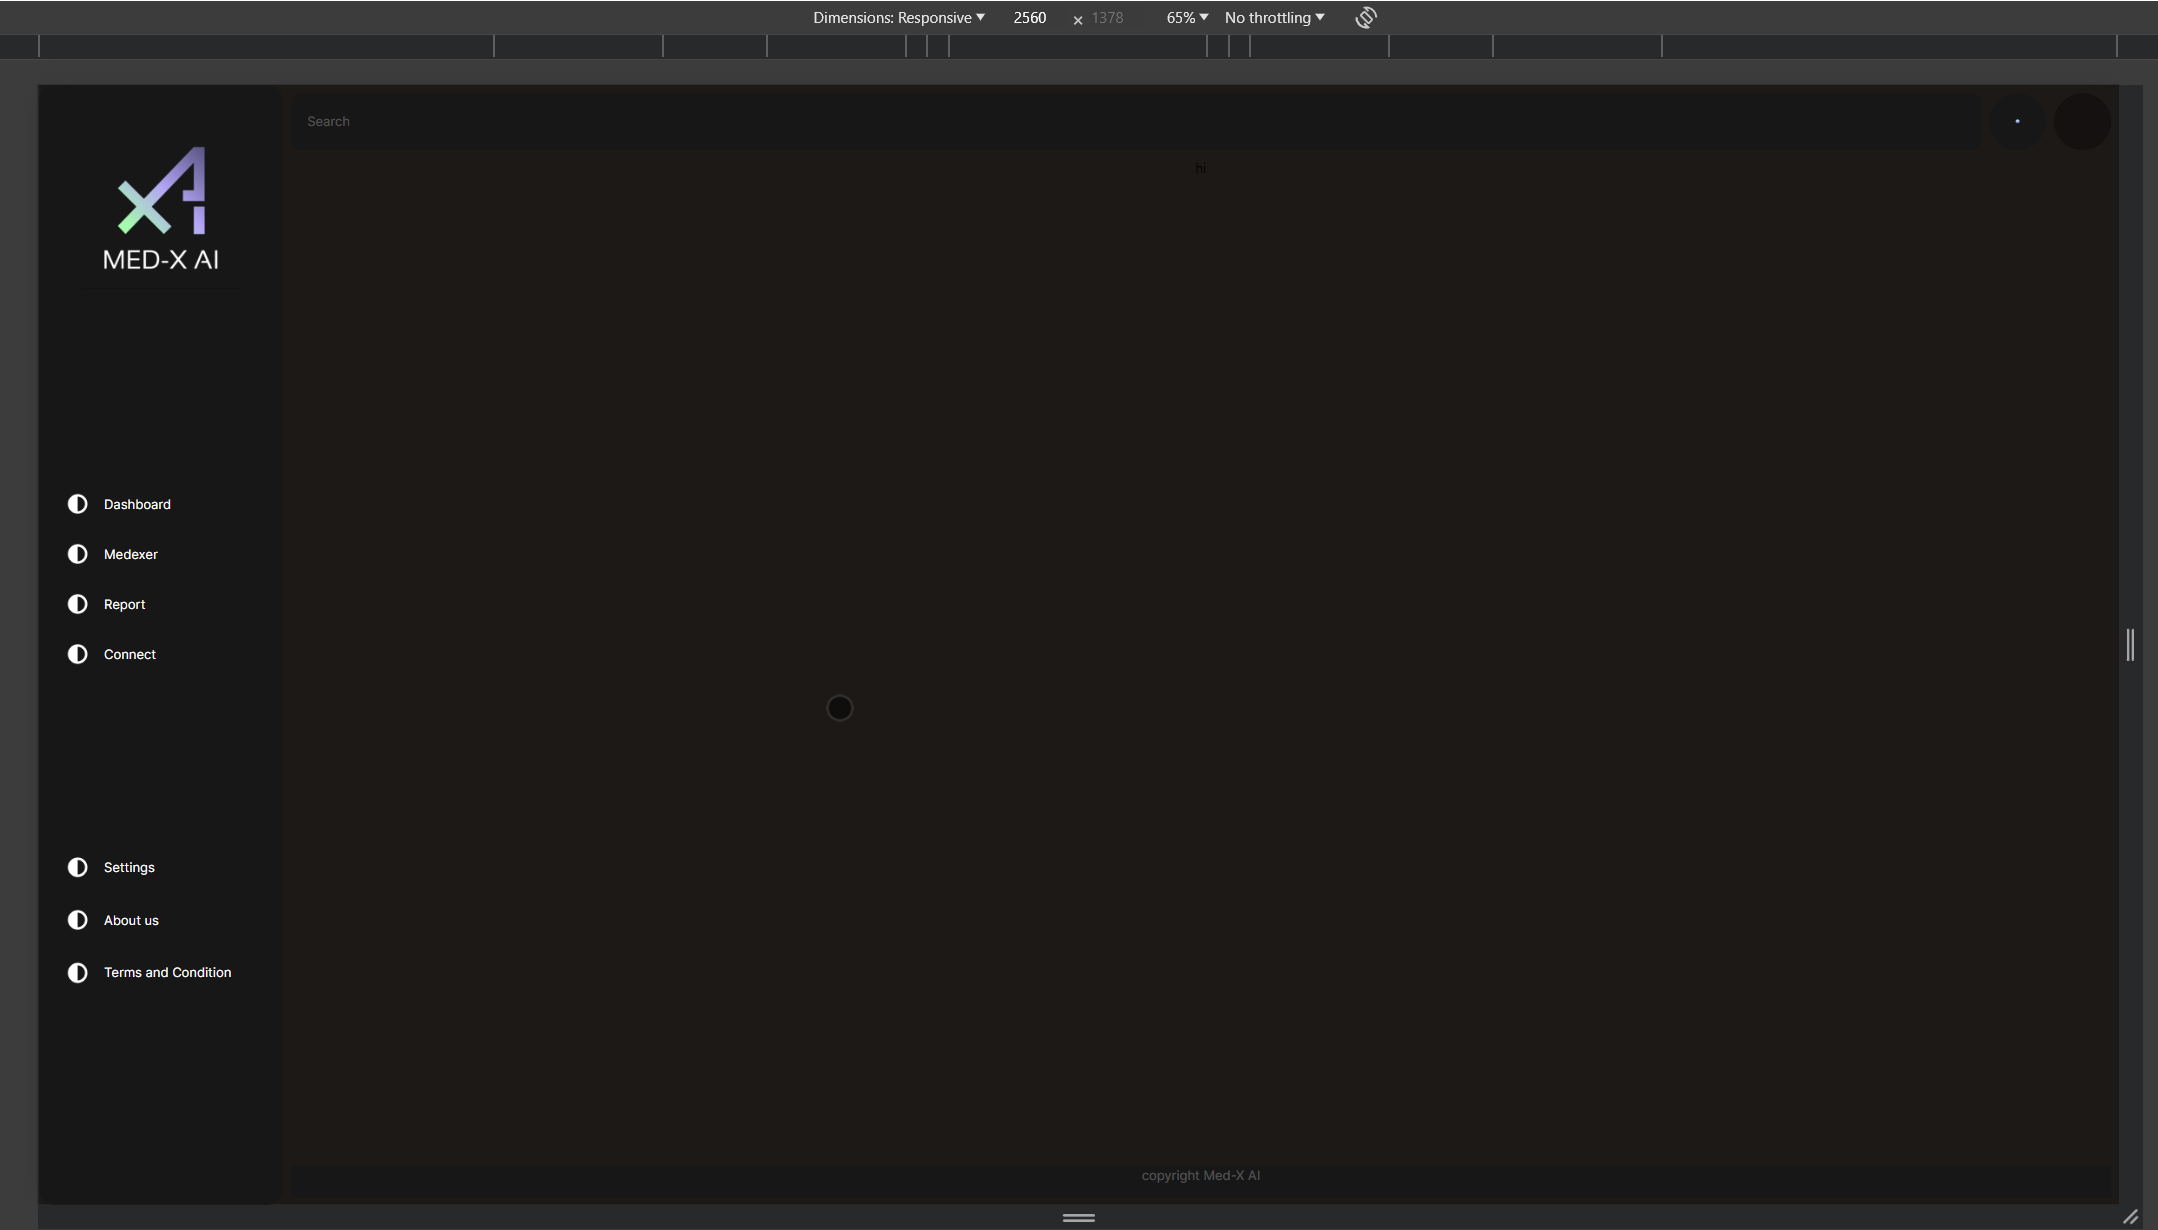 Dimensions: Responsive 2560 × 1378 65% No throttling
Search
hi
MED-X AI
Dashboard
Medexer
Report
Connect
Settings
About us
Terms and Condition
copyright Med-X AI